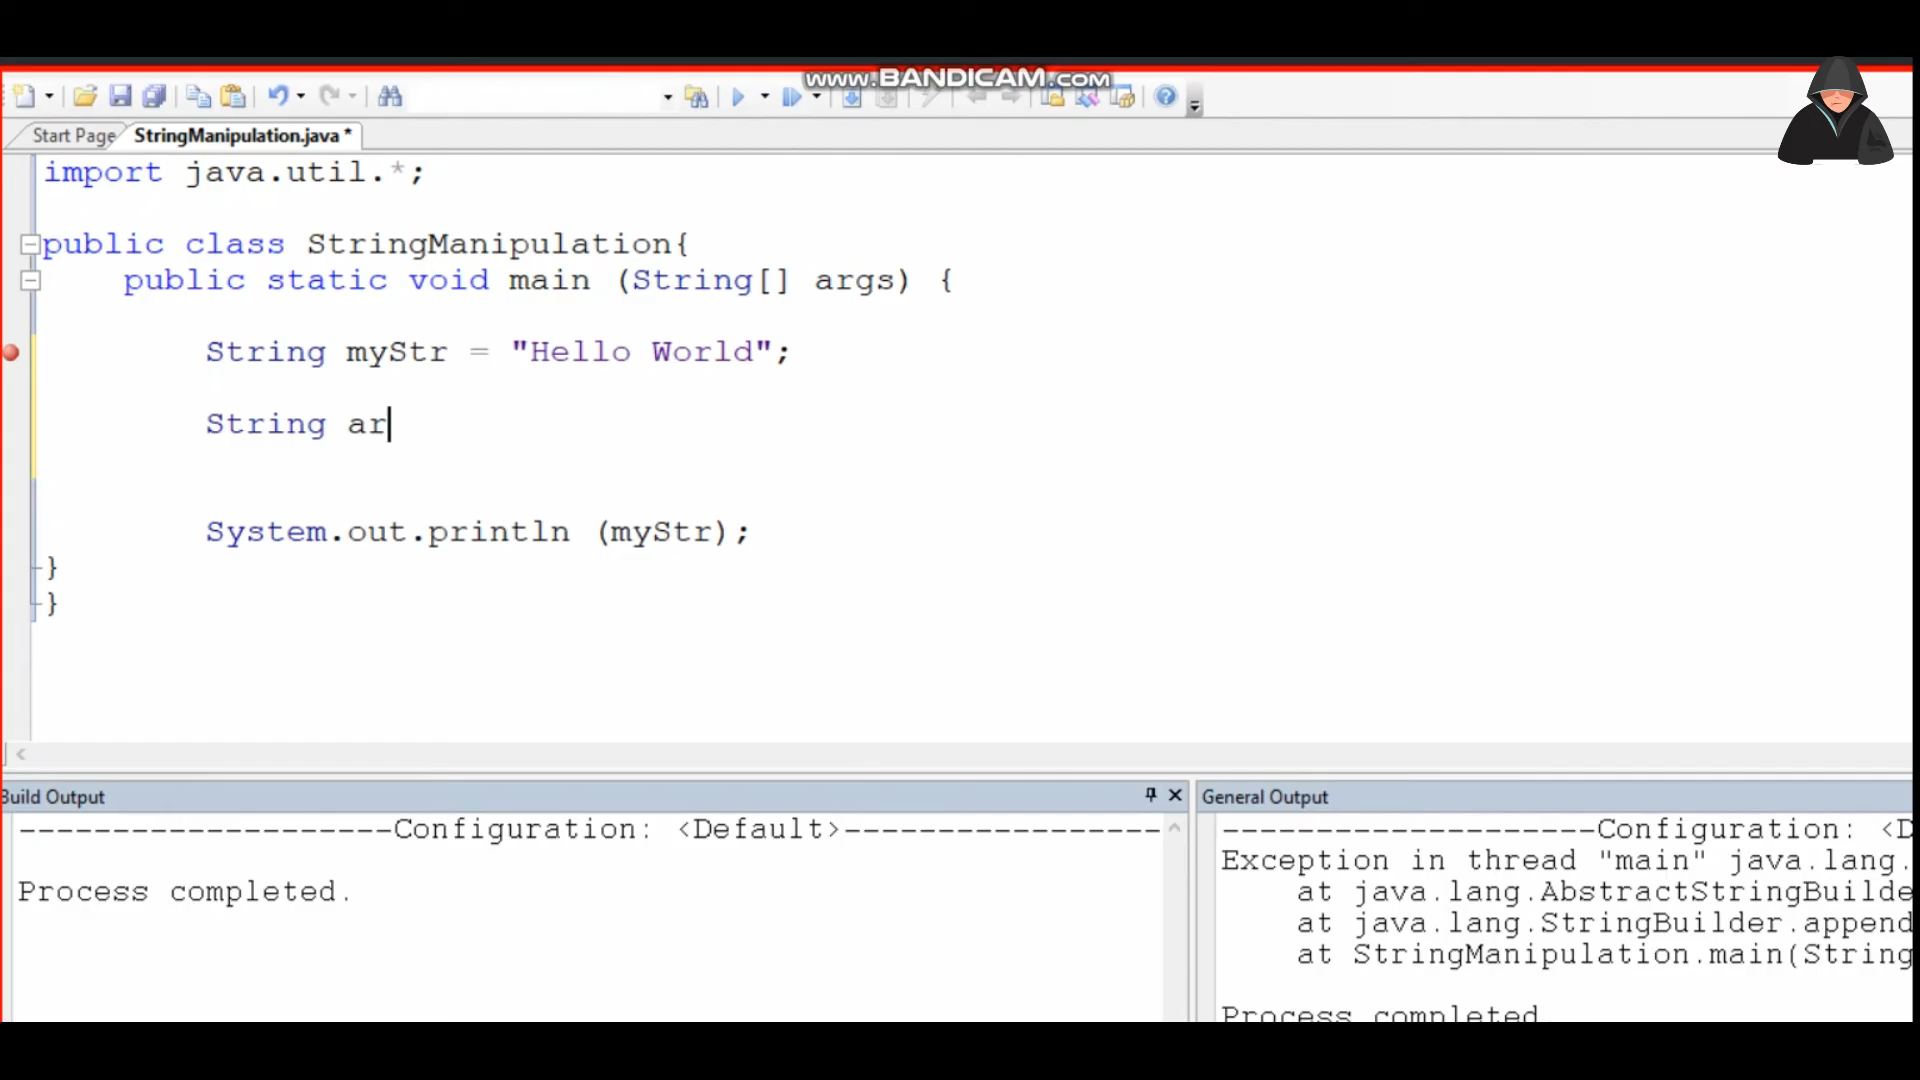 www.BANDICAM.com
Start Page
StringManipulation.java *
import java.util.*;
public class StringManipulation{
public static void main (String[] args) {
String myStr = "Hello World";
String ar
System.out.println (myStr);
}
}
Build Output
--------------------Configuration: <Default>-----------------
Process completed.
General Output
--------------------Configuration: <D
Exception in thread "main" java.lang.
at java.lang.AbstractStringBuilde
at java.lang.StringBuilder.append
at StringManipulation.main(String
Process completed